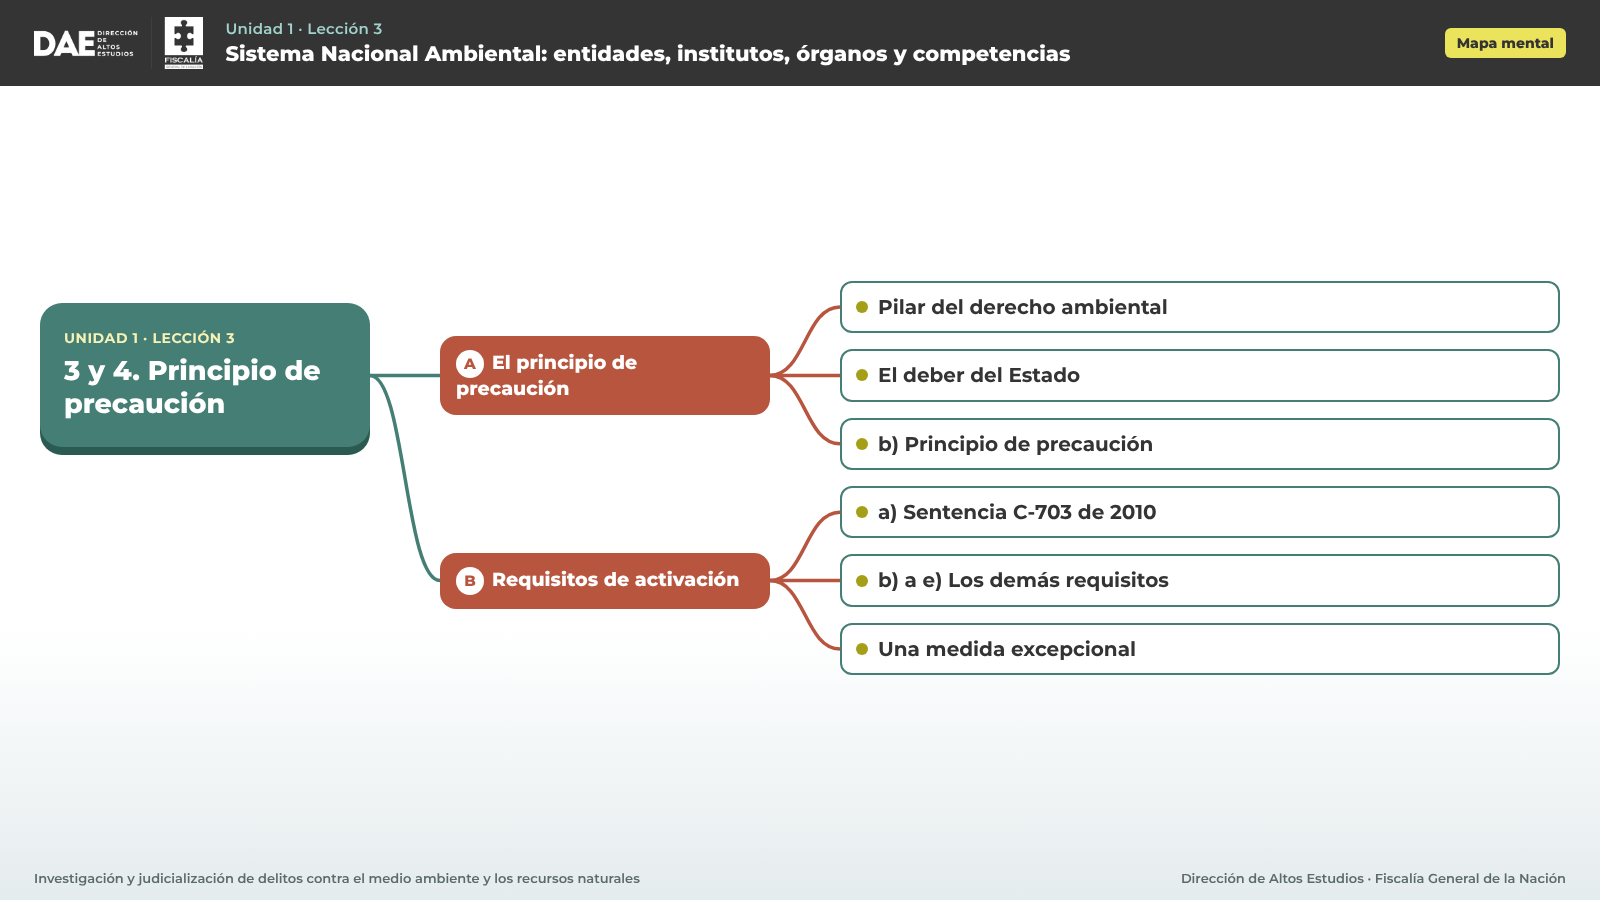 DAE
DIRECCIÓN
DE
ALTOS
ESTUDIOS
FISCALÍA
Unidad 1 · Lección 3
Sistema Nacional Ambiental: entidades, institutos, órganos y competencias
Mapa mental
UNIDAD 1 · LECCIÓN 3
3 y 4. Principio de
precaución
A El principio de
precaución
Pilar del derecho ambiental
El deber del Estado
b) Principio de precaución
B Requisitos de activación
a) Sentencia C-703 de 2010
b) a e) Los demás requisitos
Una medida excepcional
Investigación y judicialización de delitos contra el medio ambiente y los recursos naturales
Dirección de Altos Estudios · Fiscalía General de la Nación